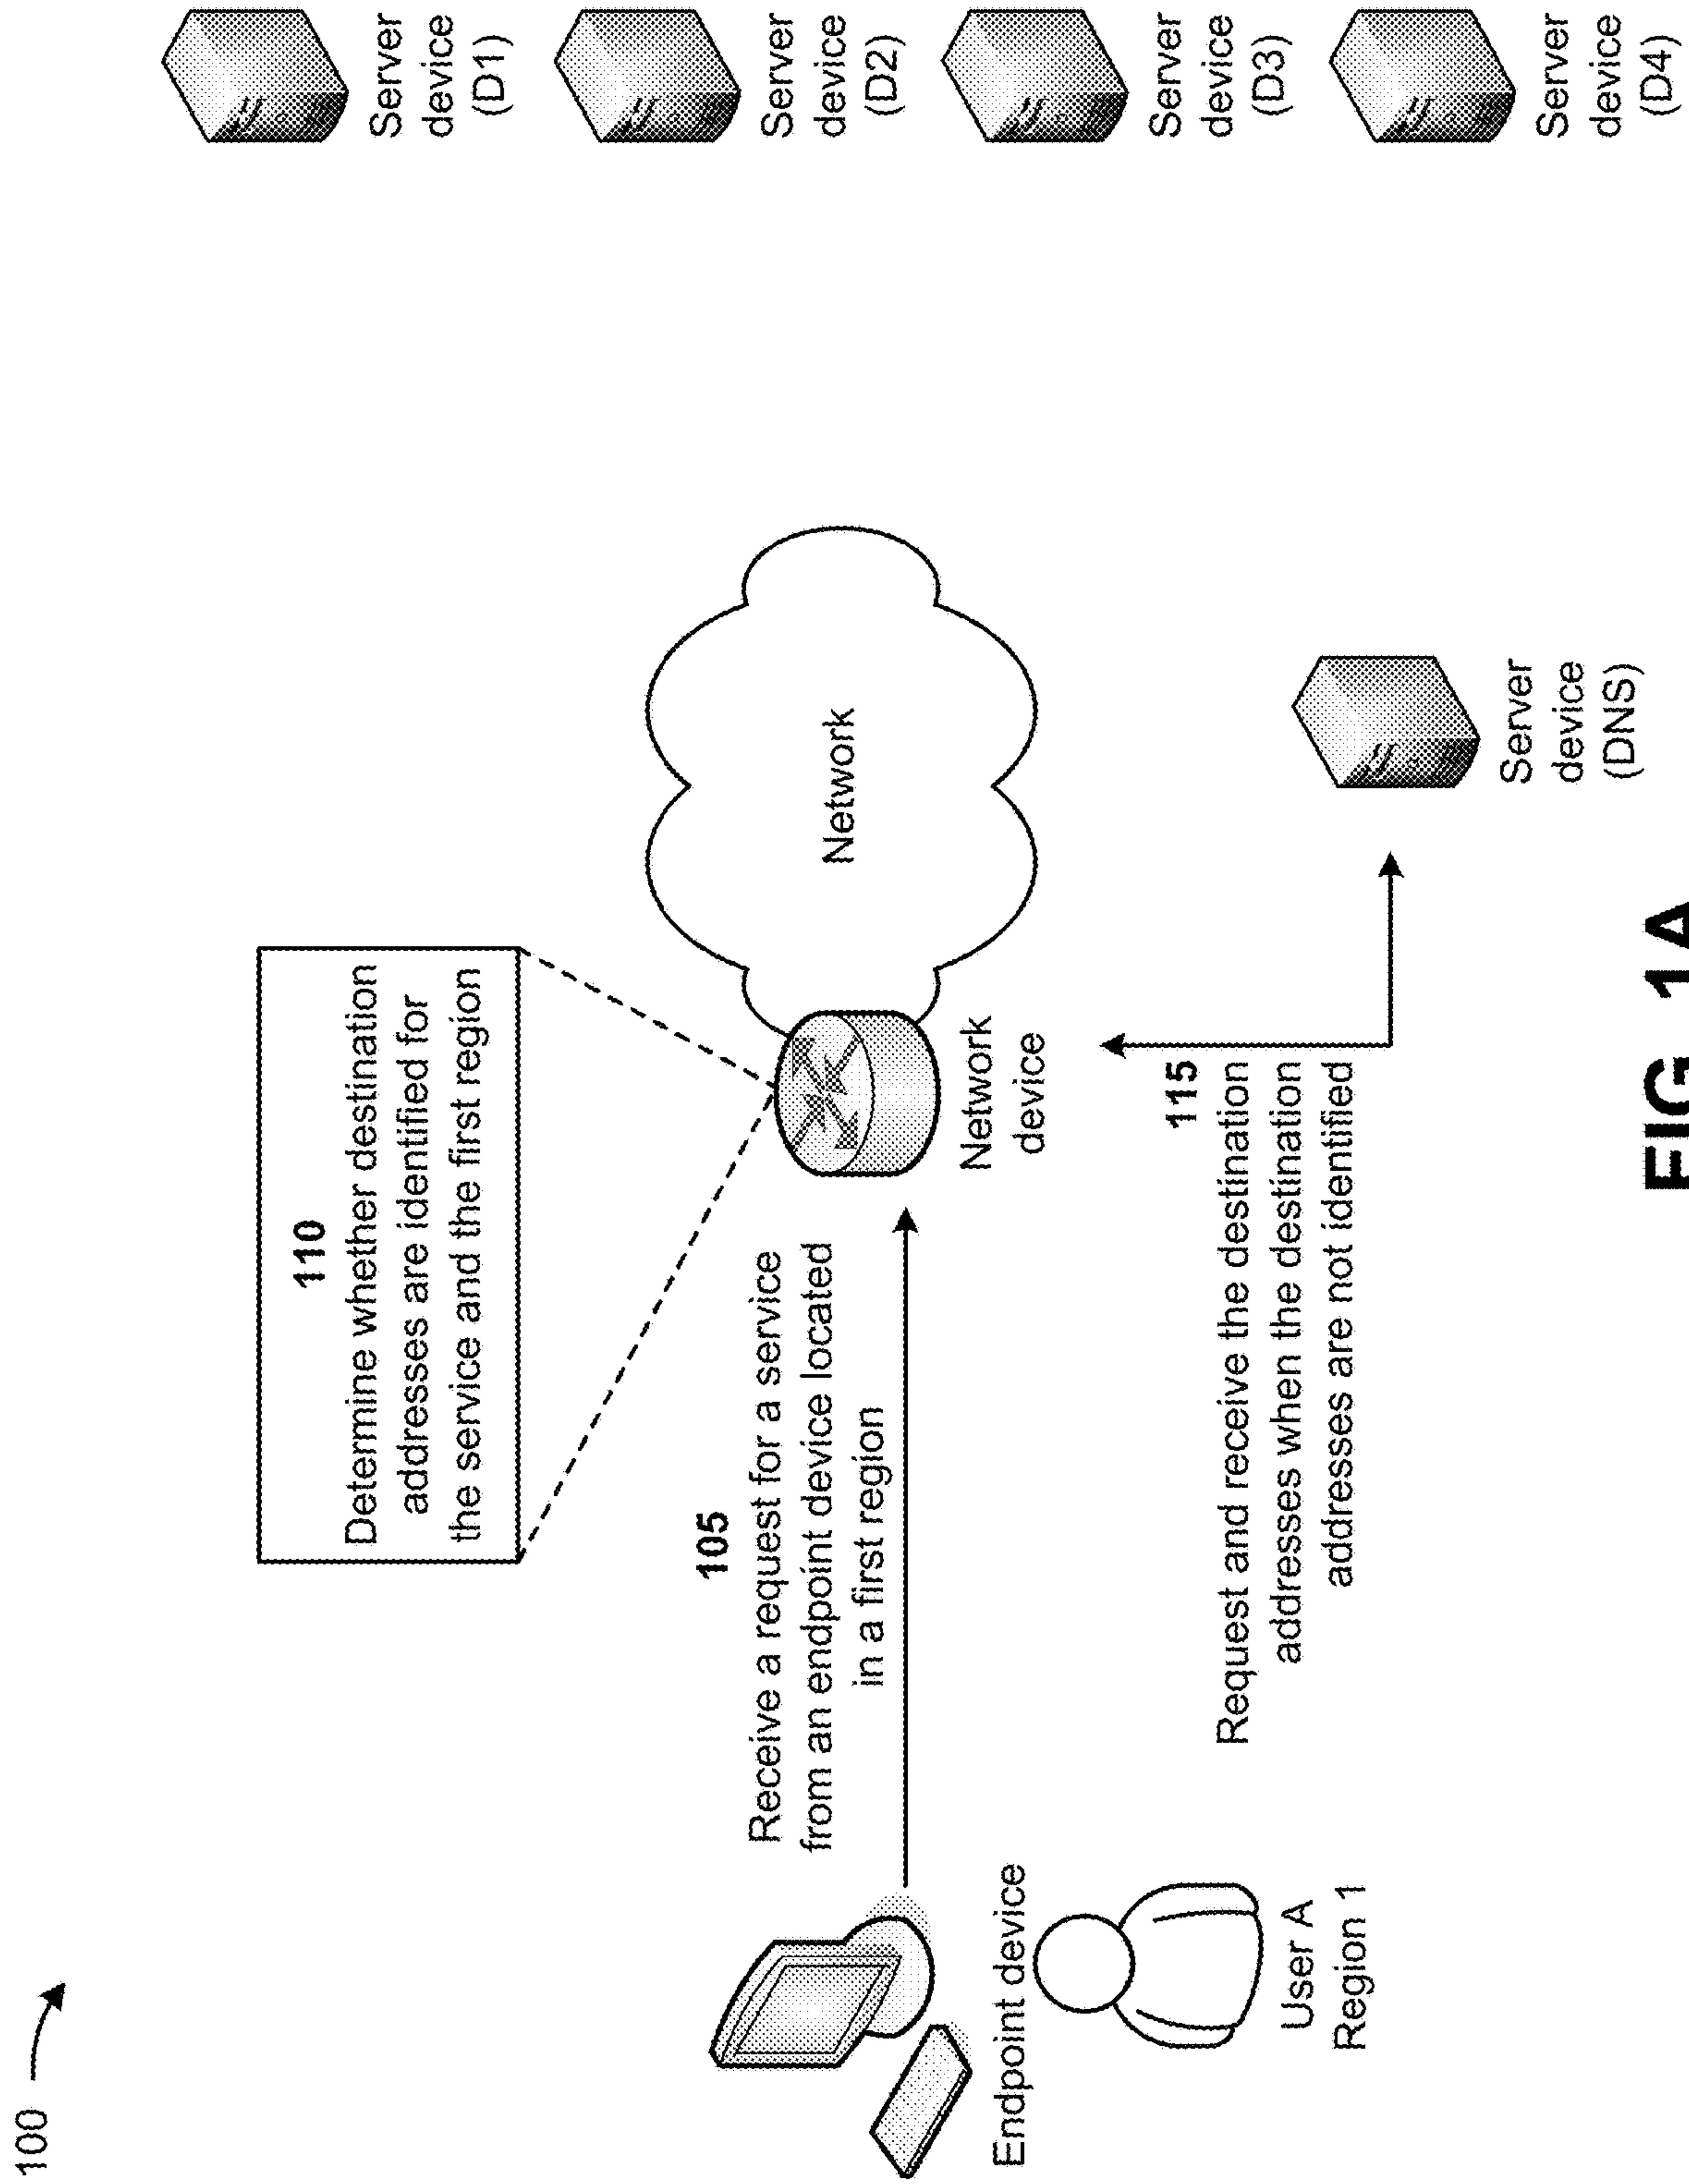 100
110
Determine whether destination
addresses are identified for
the service and the first region
105
Receive a request for a service
from an endpoint device located
in a first region
Endpoint device
User A
Region 1
Network
device
Network
115
Request and receive the destination
addresses when the destination
addresses are not identified
Server
device
(DNS)
Server
device
(D1)
Server
device
(D2)
Server
device
(D3)
Server
device
(D4)
FIG. 1A